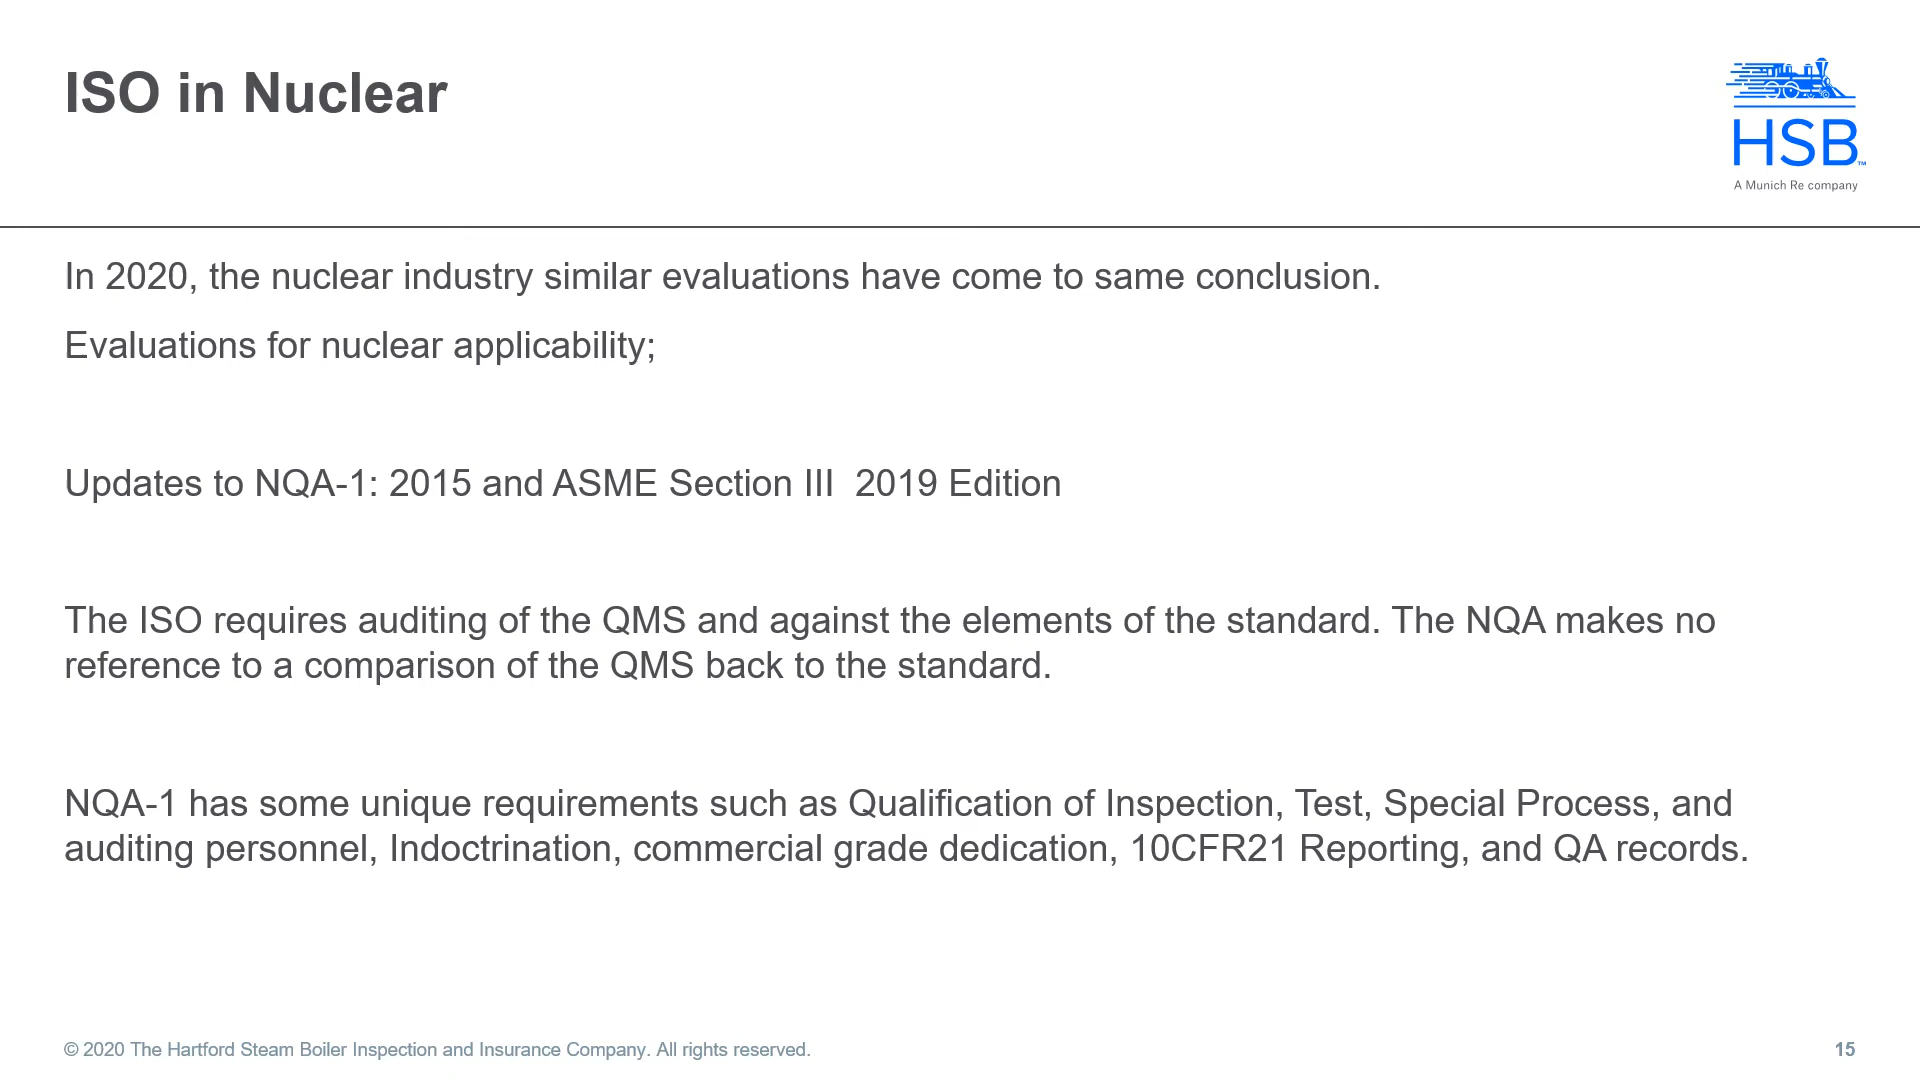 ISO in Nuclear
HSB™
A Munich Re company
In 2020, the nuclear industry similar evaluations have come to same conclusion.
Evaluations for nuclear applicability;
Updates to NQA-1: 2015 and ASME Section III  2019 Edition
The ISO requires auditing of the QMS and against the elements of the standard. The NQA makes no
reference to a comparison of the QMS back to the standard.
NQA-1 has some unique requirements such as Qualification of Inspection, Test, Special Process, and
auditing personnel, Indoctrination, commercial grade dedication, 10CFR21 Reporting, and QA records.
© 2020 The Hartford Steam Boiler Inspection and Insurance Company. All rights reserved.
15